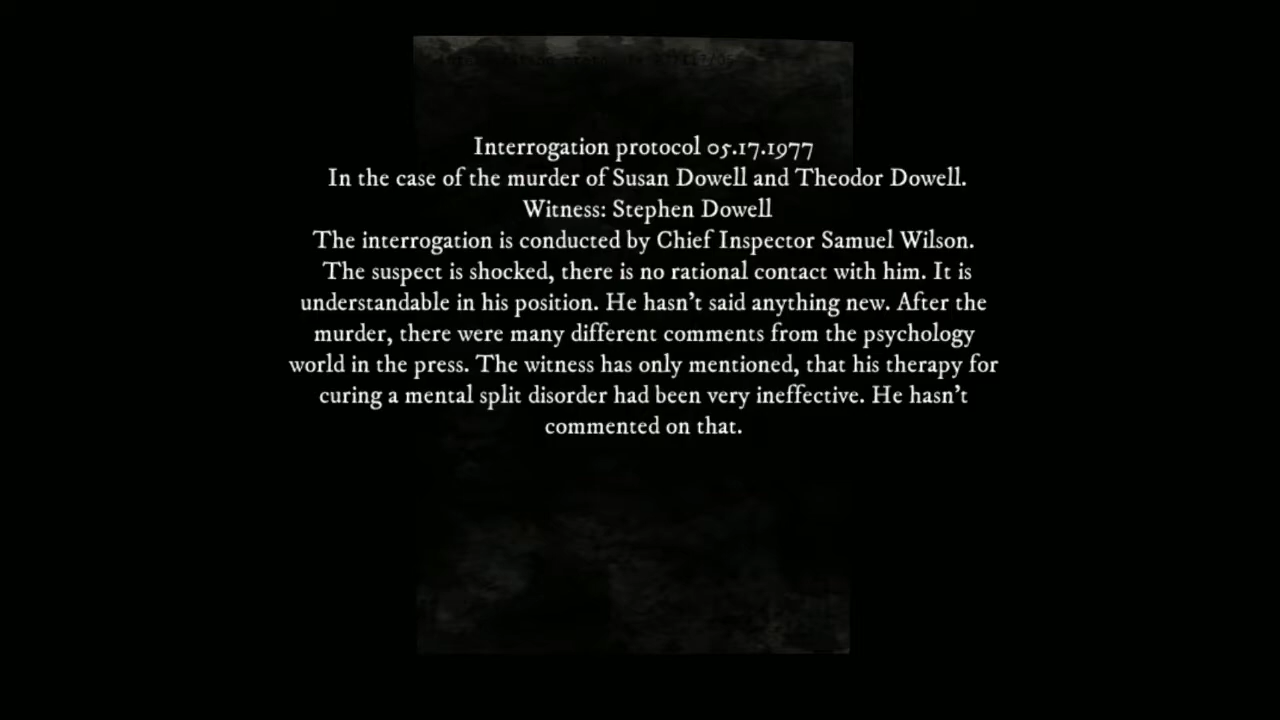 Interrogation protocol 05.17.1977
In the case of the murder of Susan Dowell and Theodor Dowell.
Witness: Stephen Dowell
The interrogation is conducted by Chief Inspector Samuel Wilson.
The suspect is shocked, there is no rational contact with him. It is
understandable in his position. He hasn't said anything new. After the
murder, there were many different comments from the psychology
world in the press. The witness has only mentioned, that his therapy for
curing a mental split disorder had been very ineffective. He hasn't
commented on that.